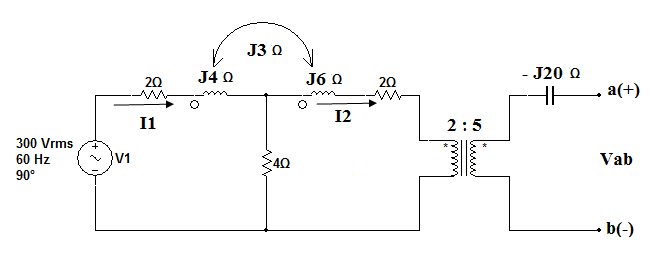 J3 Ω
2Ω
J4 Ω
J6 Ω
2Ω
- J20 Ω
a(+)
I1
I2
2 : 5
300 Vrms
60 Hz
90°
+
~
-
V1
4Ω
*
*
Vab
b(-)